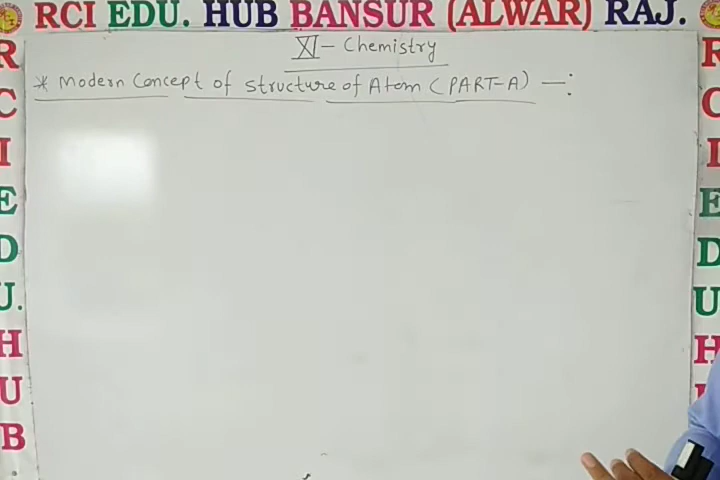 RCI EDU. HUB BANSUR (ALWAR) RAJ.
XI - Chemistry
* Modern Concept of structure of Atom (PART-A) —:
R
C
I
E
D
U.
H
U
B
R
C
I
E
D
U
H